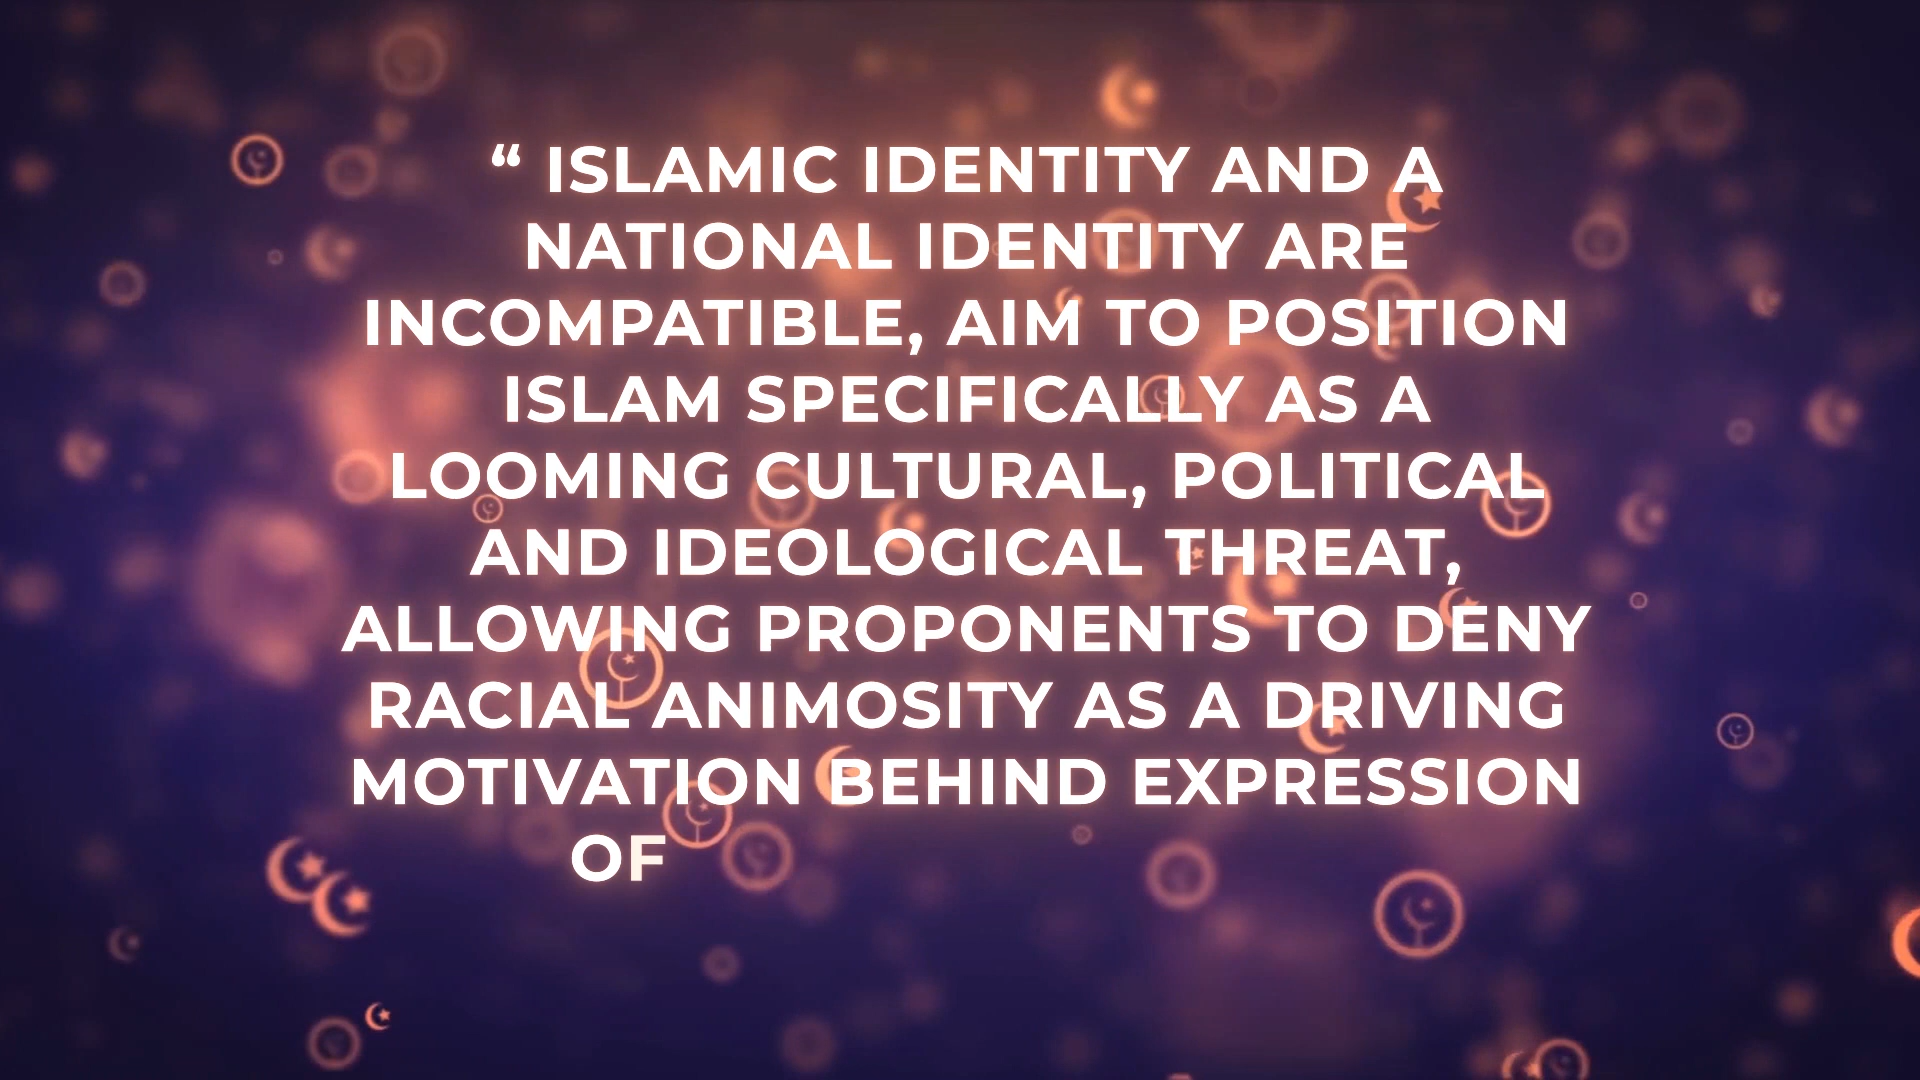 “ ISLAMIC IDENTITY AND A
NATIONAL IDENTITY ARE
INCOMPATIBLE, AIM TO POSITION
ISLAM SPECIFICALLY AS A
LOOMING CULTURAL, POLITICAL
AND IDEOLOGICAL THREAT,
ALLOWING PROPONENTS TO DENY
RACIAL ANIMOSITY AS A DRIVING
MOTIVATION BEHIND EXPRESSION
OF